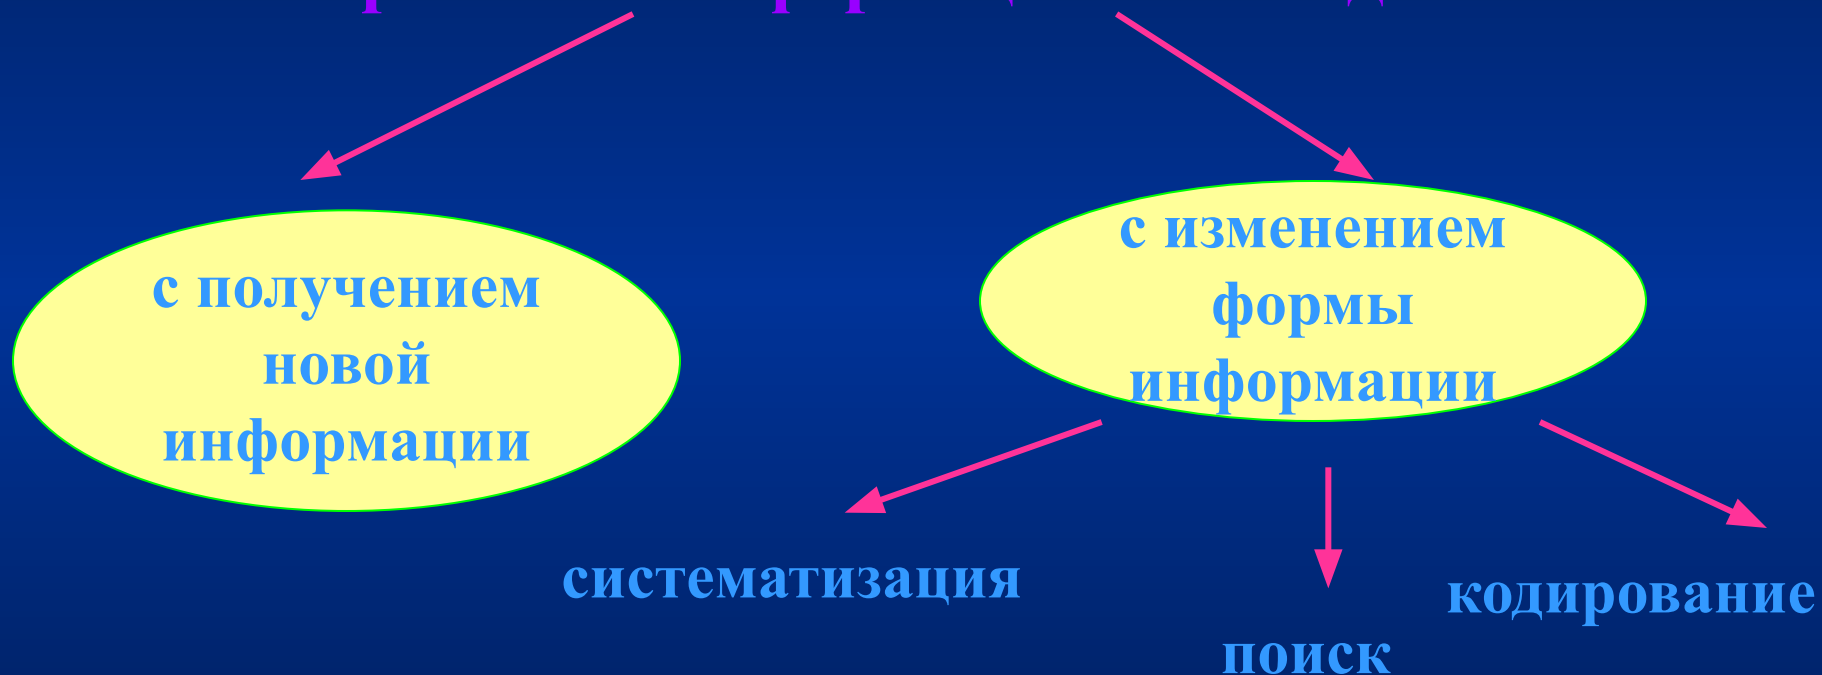 с получением
новой
информации
с изменением
формы
информации
систематизация
поиск
кодирование